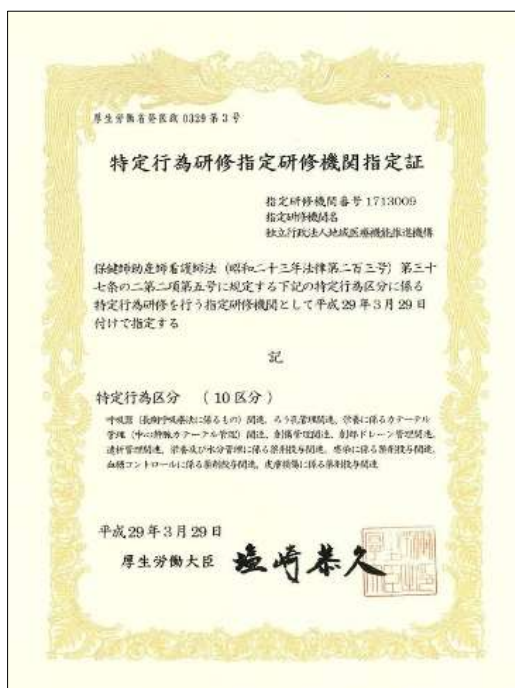 厚生労働省発医政0329第3号
特定行為研修指定研修機関指定証
指定研修機関番号1713009
指定研修機関名
独立行政法人地域医療機能推進機構
保健師助産師看護師法（昭和二十三年法律第二百三号）第三十
七条の二第二項第五号に規定する下記の特定行為区分に係る
特定行為研修を行う指定研修機関として平成29年3月29日
付けで指定する
記
特定行為区分　（10区分）
呼吸器（長期呼吸療法に係るもの）関連、ろう孔管理関連、栄養に係るカテーテル
管理（中心静脈カテーテル管理）関連、創傷管理関連、創部ドレーン管理関連、
透析管理関連、栄養及び水分管理に係る薬剤投与関連、感染に係る薬剤投与関連、
血糖コントロールに係る薬剤投与関連、皮膚損傷に係る薬剤投与関連
平成29年3月29日
厚生労働大臣　塩崎恭久